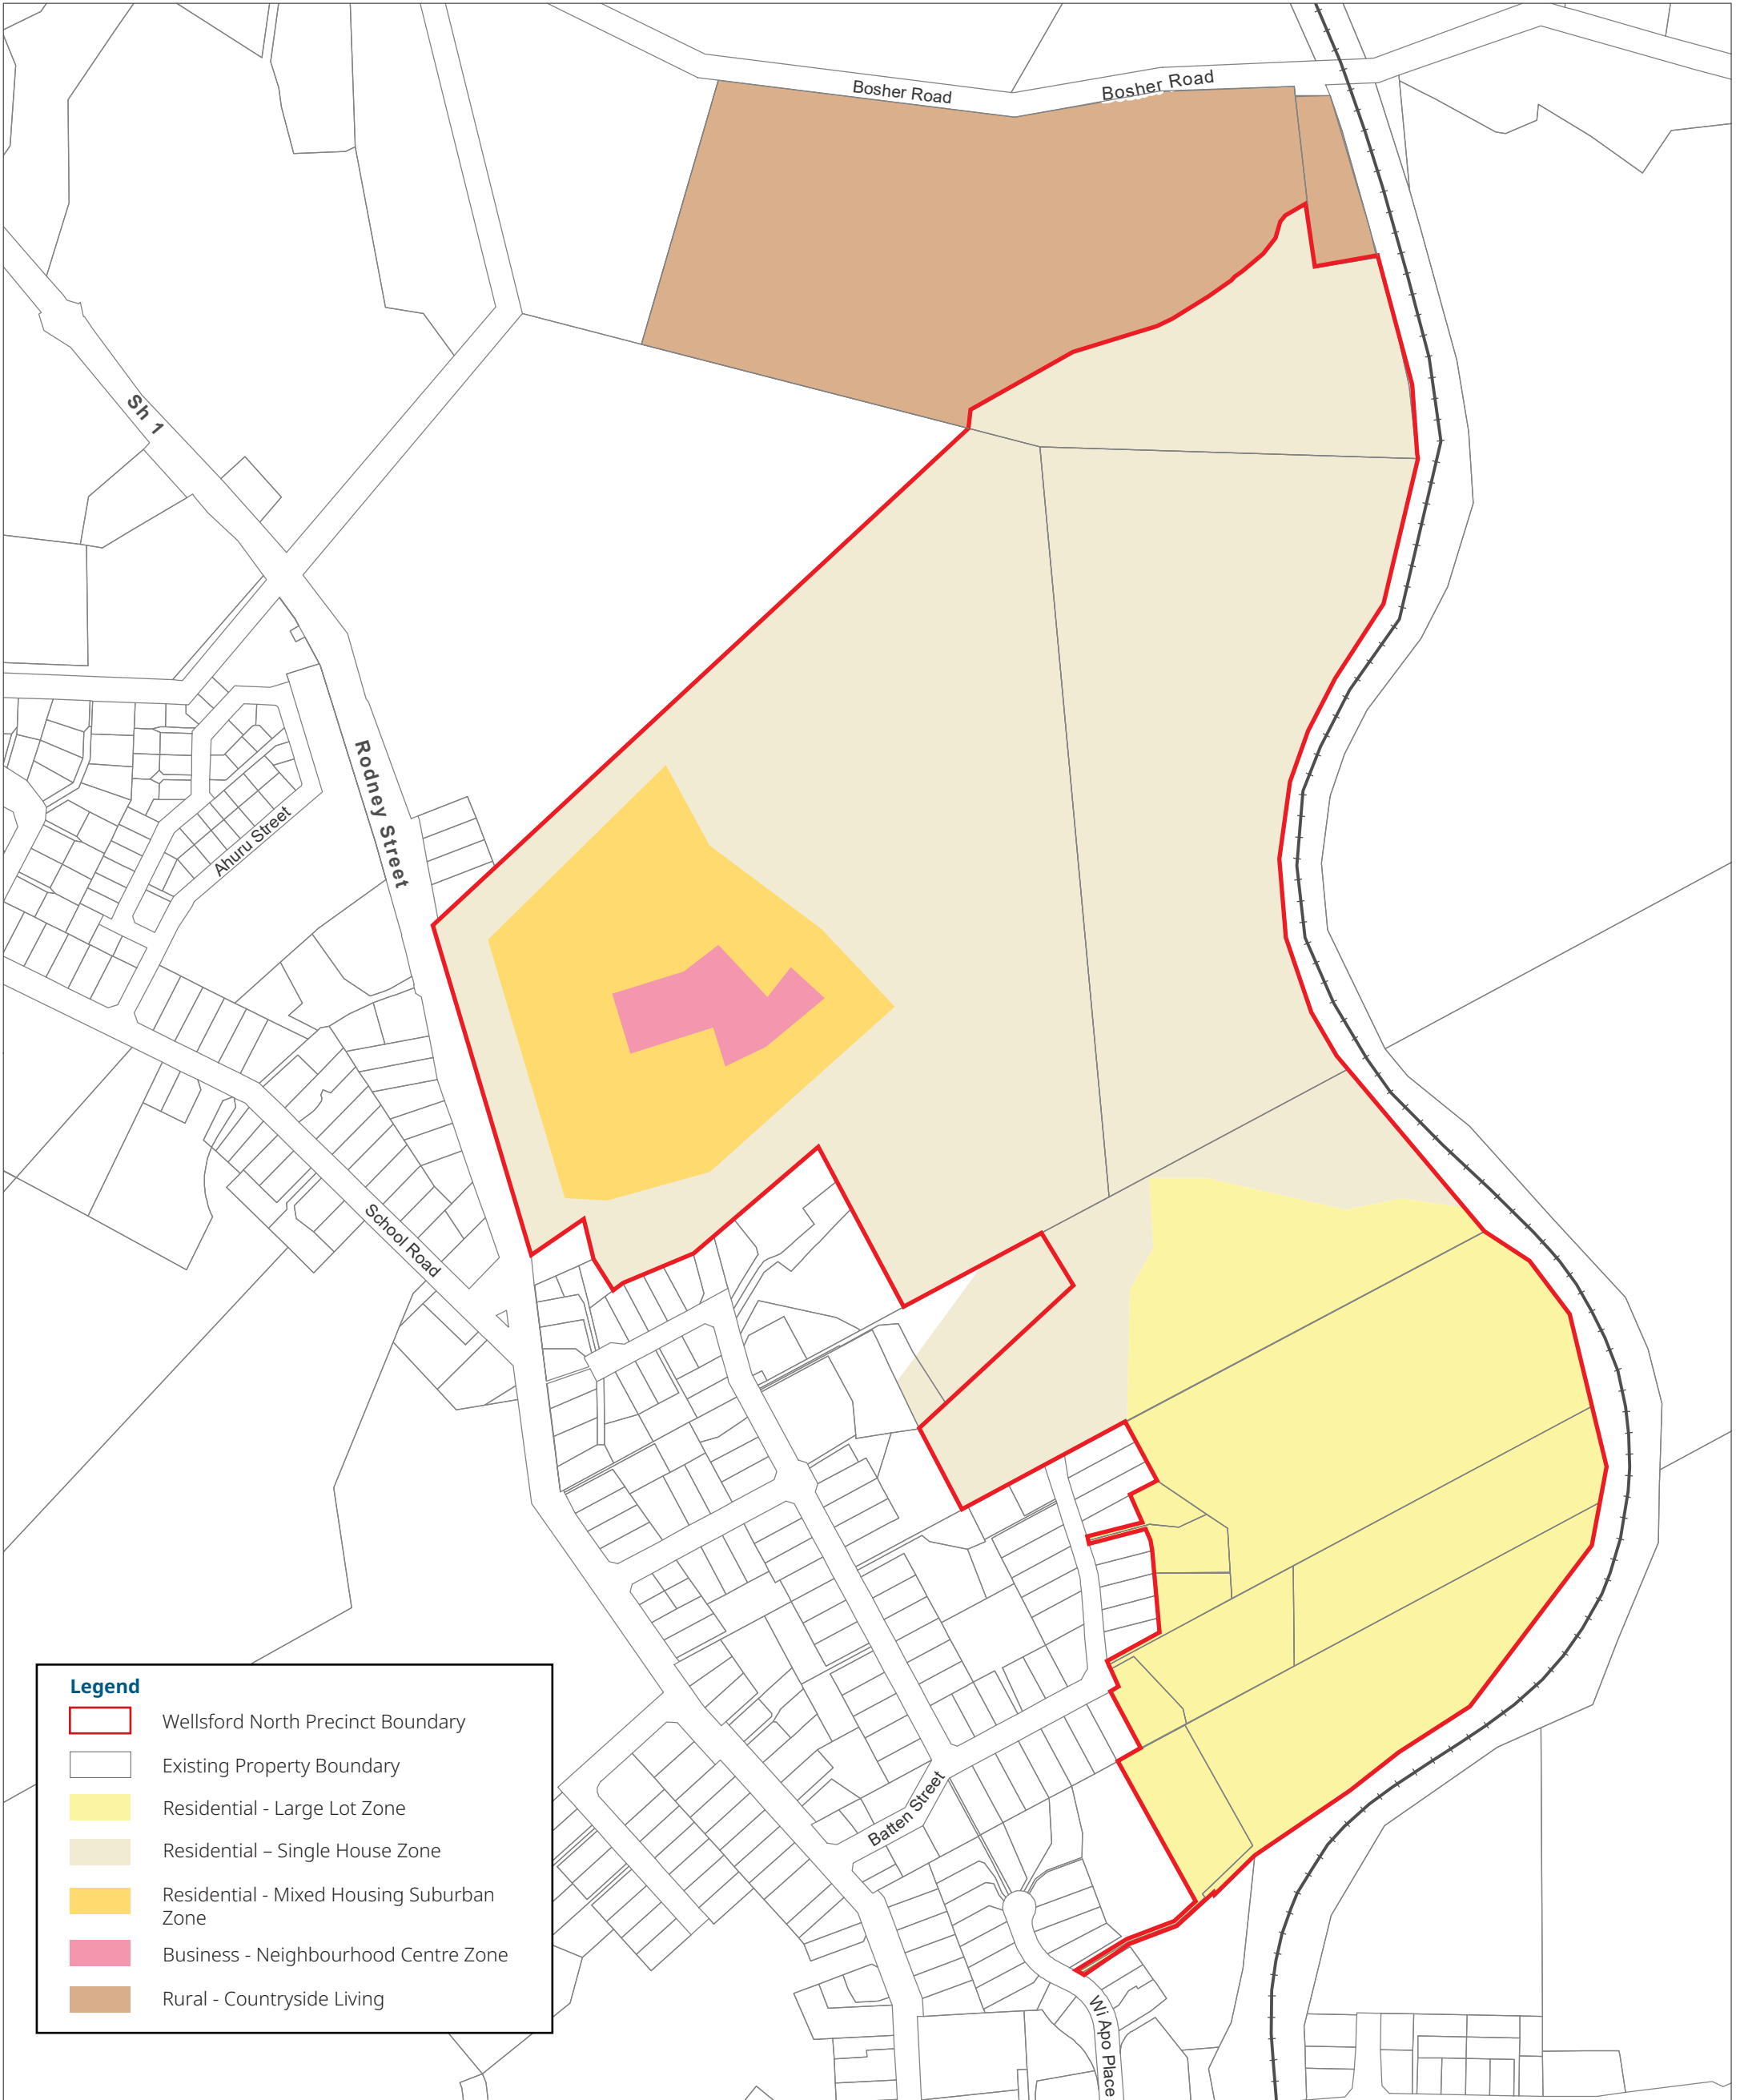 Bosher Road
Bosher Road
Sh 1
Rodney Street
Ahuru Street
School Road
Batten Street
Wi Apo Place
Legend
Wellsford North Precinct Boundary
Existing Property Boundary
Residential - Large Lot Zone
Residential – Single House Zone
Residential - Mixed Housing Suburban
Zone
Business - Neighbourhood Centre Zone
Rural - Countryside Living